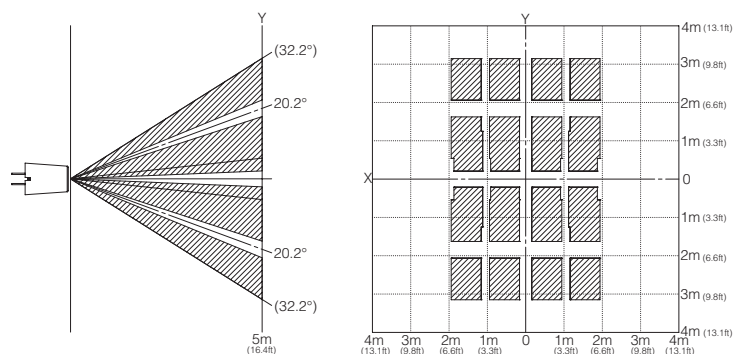 Y
(32.2°)
20.2°
20.2°
(32.2°)
5m
(16.4ft)
Y
4m (13.1ft)
3m (9.8ft)
2m (6.6ft)
1m (3.3ft)
X
0
1m (3.3ft)
2m (6.6ft)
3m (9.8ft)
4m (13.1ft)
4m 3m 2m 1m 0 1m 2m 3m 4m
(13.1ft) (9.8ft) (6.6ft) (3.3ft) (3.3ft) (6.6ft) (9.8ft) (13.1ft)